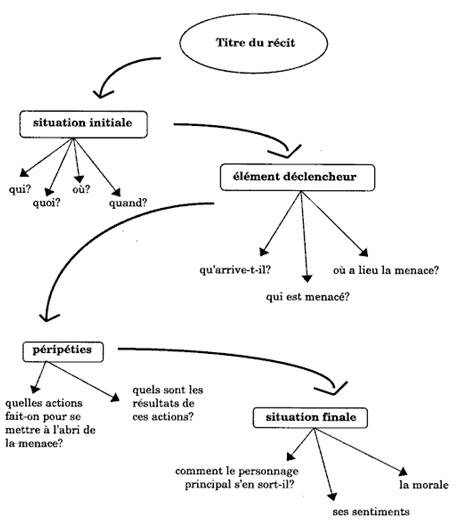 Titre du récit
situation initiale
qui?
quoi?
où?
quand?
élément déclencheur
qu'arrive-t-il?
qui est menacé?
où a lieu la menace?
péripéties
quelles actions
fait-on pour se
mettre à l'abri de
la menace?
quels sont les
résultats de
ces actions?
situation finale
comment le personnage
principal s'en sort-il?
ses sentiments
la morale